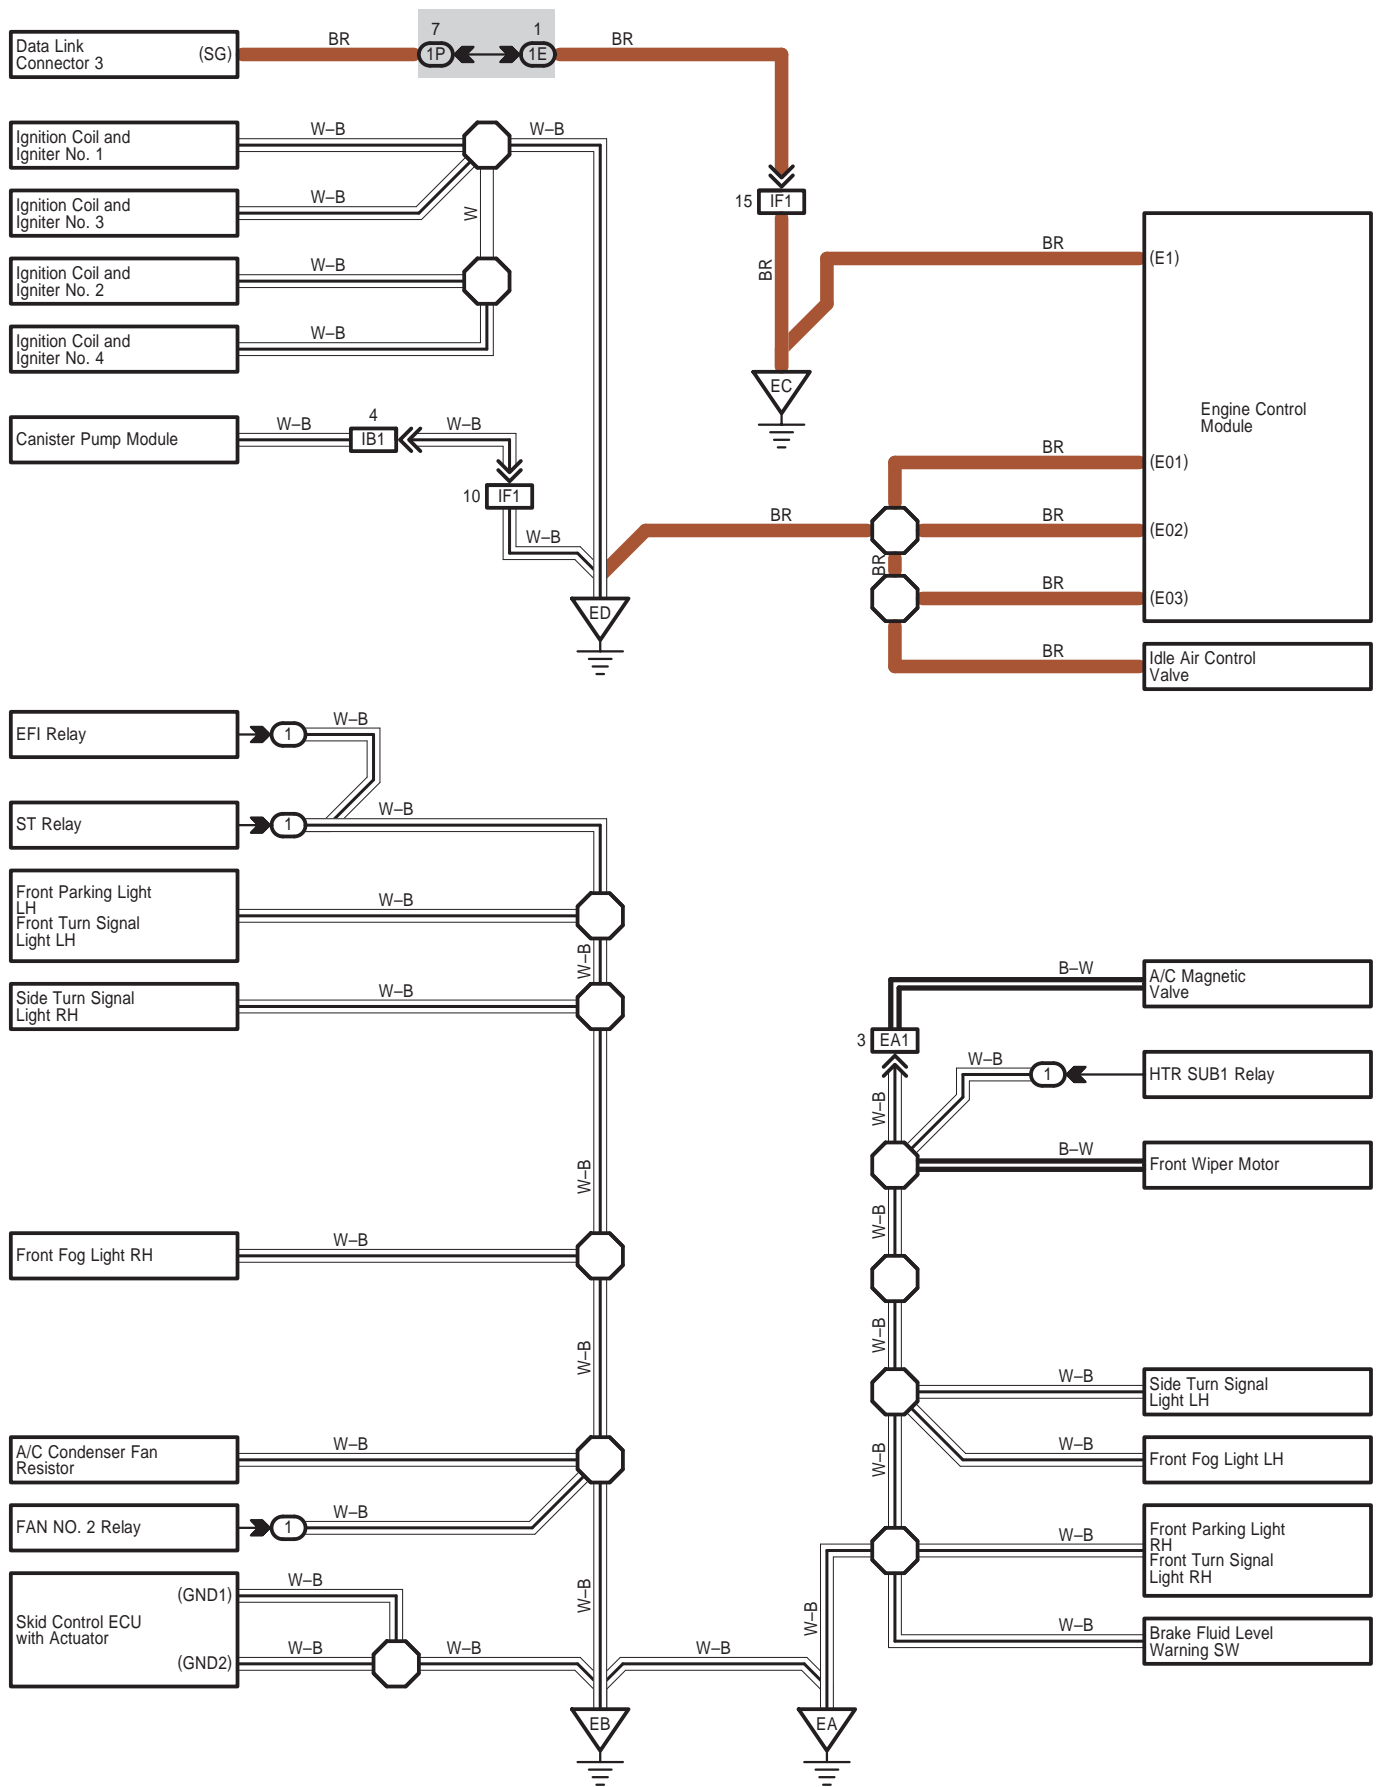 Data Link
Connector 3
(SG)
BR
7
1P
1
1E
BR
Ignition Coil and
Igniter No. 1
W–B
W–B
Ignition Coil and
Igniter No. 3
W–B
W
15
IF1
BR
BR
(E1)
Ignition Coil and
Igniter No. 2
W–B
Ignition Coil and
Igniter No. 4
W–B
EC
Engine Control
Module
Canister Pump Module
W–B
4
IB1
W–B
10
IF1
W–B
BR
(E01)
BR
BR
(E02)
BR
BR
(E03)
ED
BR
Idle Air Control
Valve
EFI Relay
1
W–B
ST Relay
1
W–B
Front Parking Light
LH
Front Turn Signal
Light LH
W–B
W–B
Side Turn Signal
Light RH
W–B
B–W
A/C Magnetic
Valve
3
EA1
W–B
1
HTR SUB1 Relay
W–B
B–W
Front Wiper Motor
W–B
W–B
Front Fog Light RH
W–B
W–B
W–B
W–B
Side Turn Signal
Light LH
A/C Condenser Fan
Resistor
W–B
W–B
W–B
Front Fog Light LH
FAN NO. 2 Relay
1
W–B
W–B
Front Parking Light
RH
Front Turn Signal
Light RH
Skid Control ECU
with Actuator
(GND1)
W–B
(GND2)
W–B
W–B
W–B
W–B
W–B
W–B
Brake Fluid Level
Warning SW
EB
EA